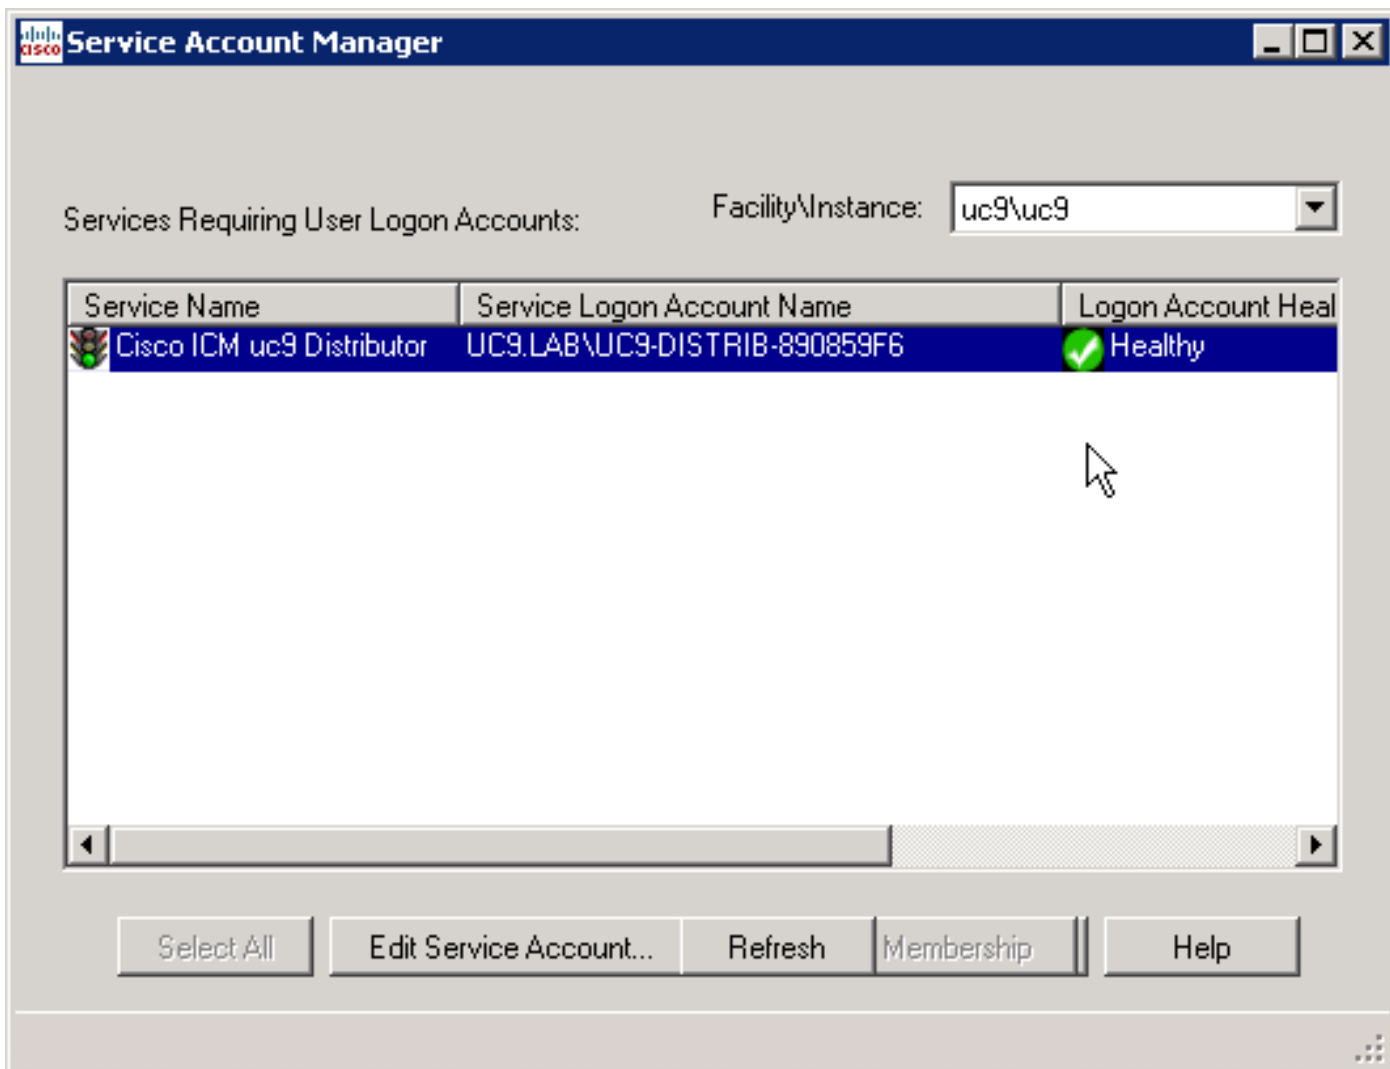 CISCO Service Account Manager
Services Requiring User Logon Accounts:
Facility\Instance: uc9\uc9
Service Name Service Logon Account Name Logon Account Heal
Cisco ICM uc9 Distributor UC9.LAB\UC9-DISTRIB-890859F6 Healthy
Select All Edit Service Account... Refresh Membership Help